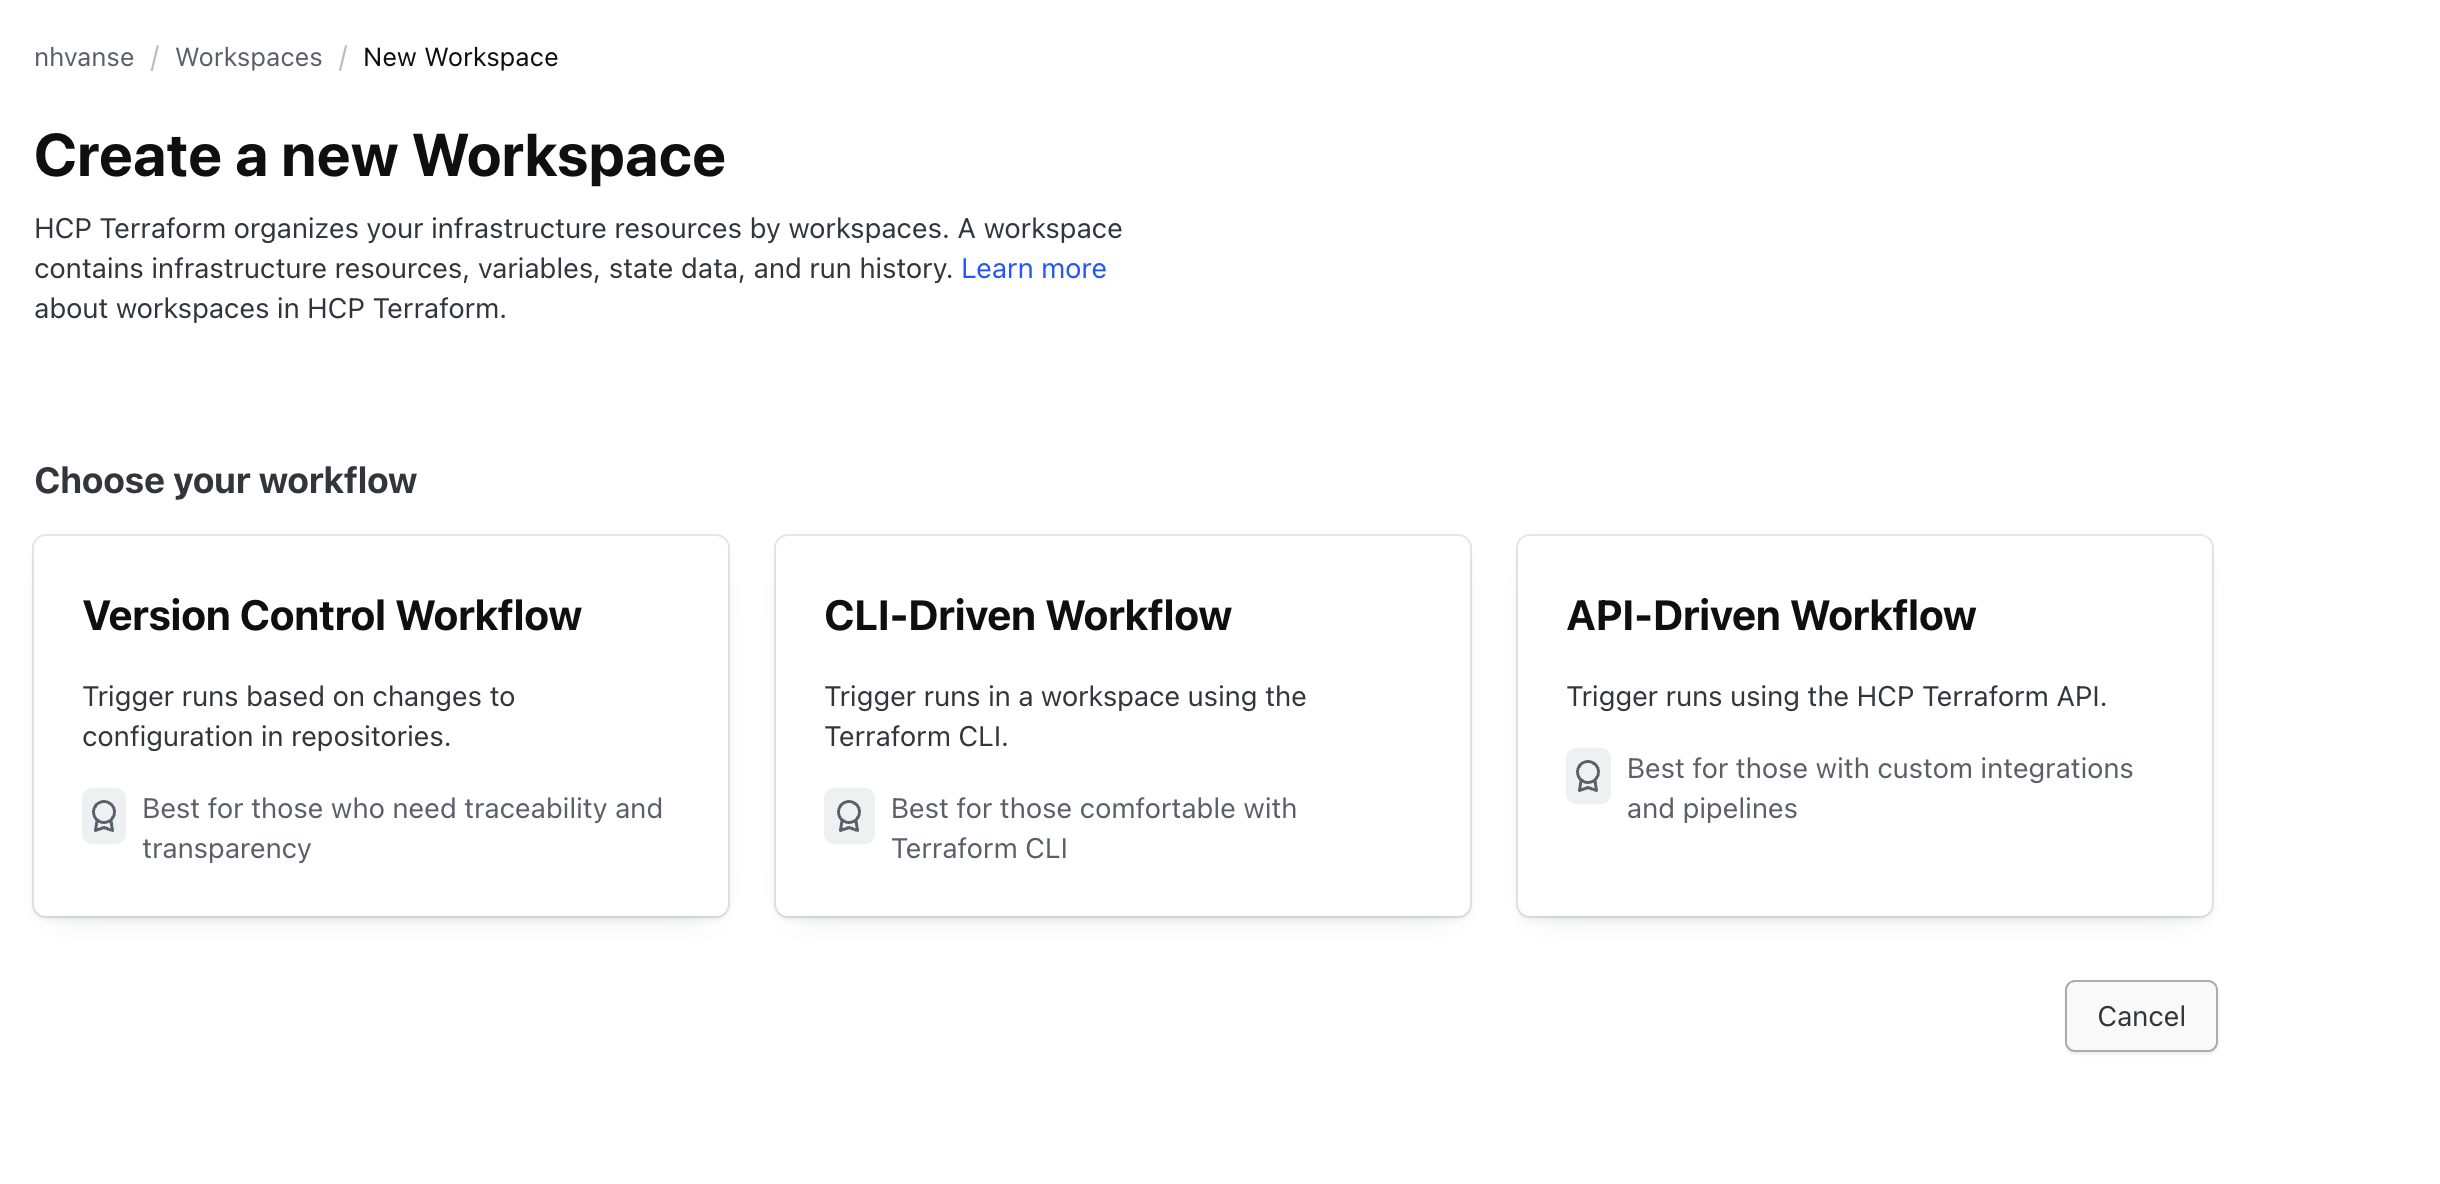 nhvanse / Workspaces / New Workspace
Create a new Workspace
HCP Terraform organizes your infrastructure resources by workspaces. A workspace
contains infrastructure resources, variables, state data, and run history. Learn more
about workspaces in HCP Terraform.
Choose your workflow
Version Control Workflow
Trigger runs based on changes to
configuration in repositories.
Best for those who need traceability and
transparency
CLI-Driven Workflow
Trigger runs in a workspace using the
Terraform CLI.
Best for those comfortable with
Terraform CLI
API-Driven Workflow
Trigger runs using the HCP Terraform API.
Best for those with custom integrations
and pipelines
Cancel